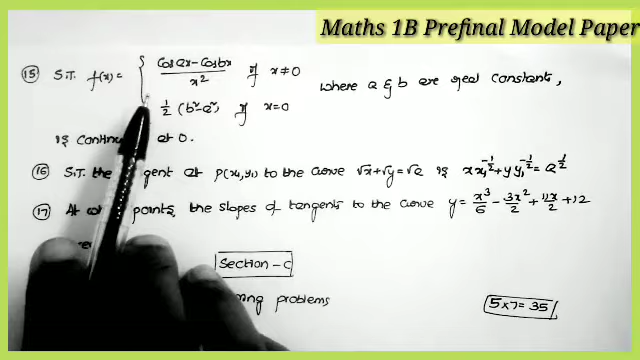 Maths 1B Prefinal Model Paper
15 S.T. f(x) = { cos ax - cos bx / x² if x ≠ 0 where a & b are real constants,
½ (b² - a²) if x = 0
is at 0.
16 S.T. the at P(x₁, y₁) to the curve √x + √y = √a is x x₁^-½ + y y₁^-½ = a^½
17 At points, the slopes of tangents to the curve y = x³/6 - 3x²/2 + 11x/2 + 12
Section - C
problems
5 x 7 = 35